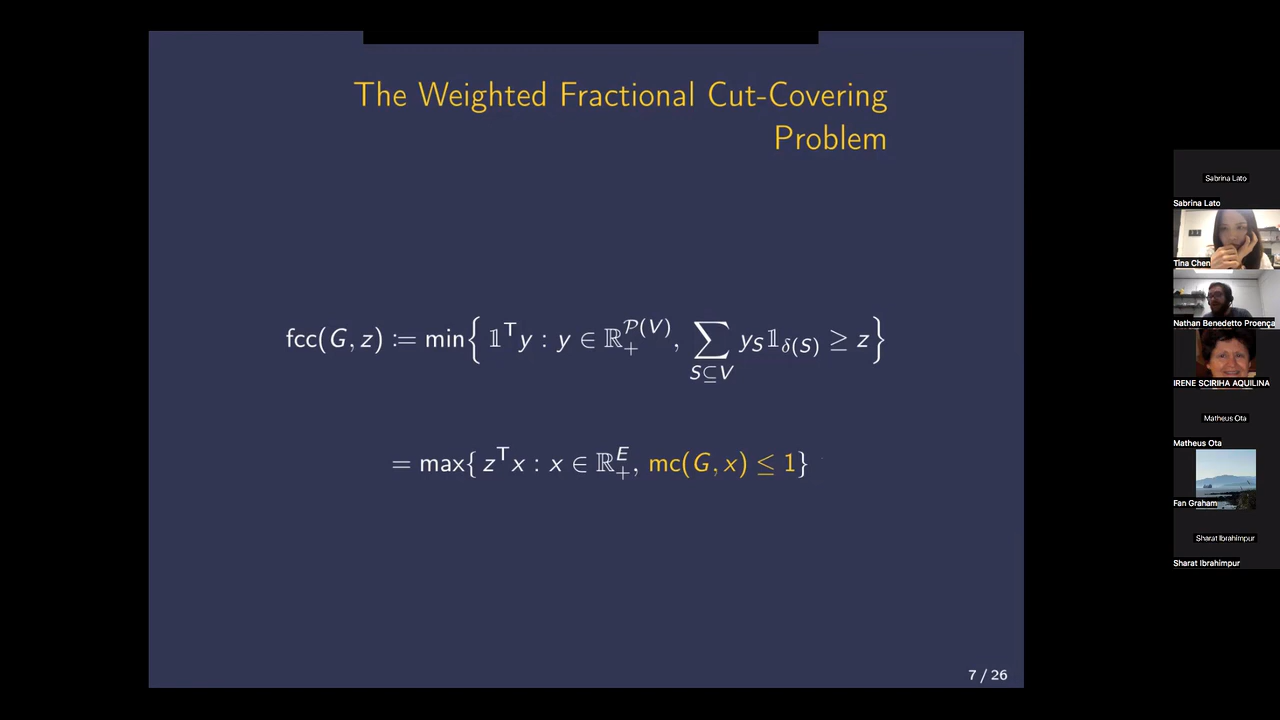 The Weighted Fractional Cut-Covering
Problem
fcc(G, z) := min{ 𝟙ᵀy : y ∈ ℝ₊^𝒫(V), ∑_{S⊆V} y_S 𝟙_{δ(S)} ≥ z }
= max{ zᵀx : x ∈ ℝ₊^E, mc(G, x) ≤ 1}
7 / 26
Sabrina Lato
Sabrina Lato
Tina Chen
Nathan Benedetto Proença
IRENE SCIRIHA AQUILINA
Matheus Ota
Matheus Ota
Fan Graham
Sharat Ibrahimpur
Sharat Ibrahimpur